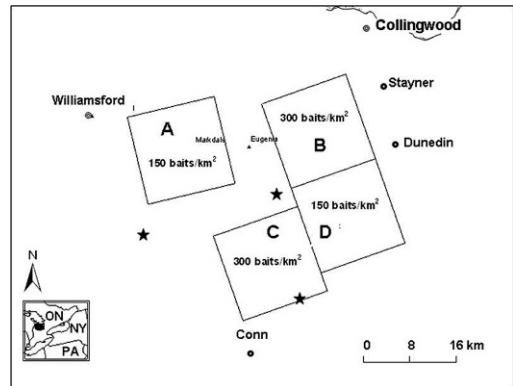 Collingwood
Stayner
Williamsford
A
Markdale
Eugenia
300 baits/km²
B
Dunedin
150 baits/km²
150 baits/km²
C D
300 baits/km²
N
ON
NY
PA
Conn
0 8 16 km